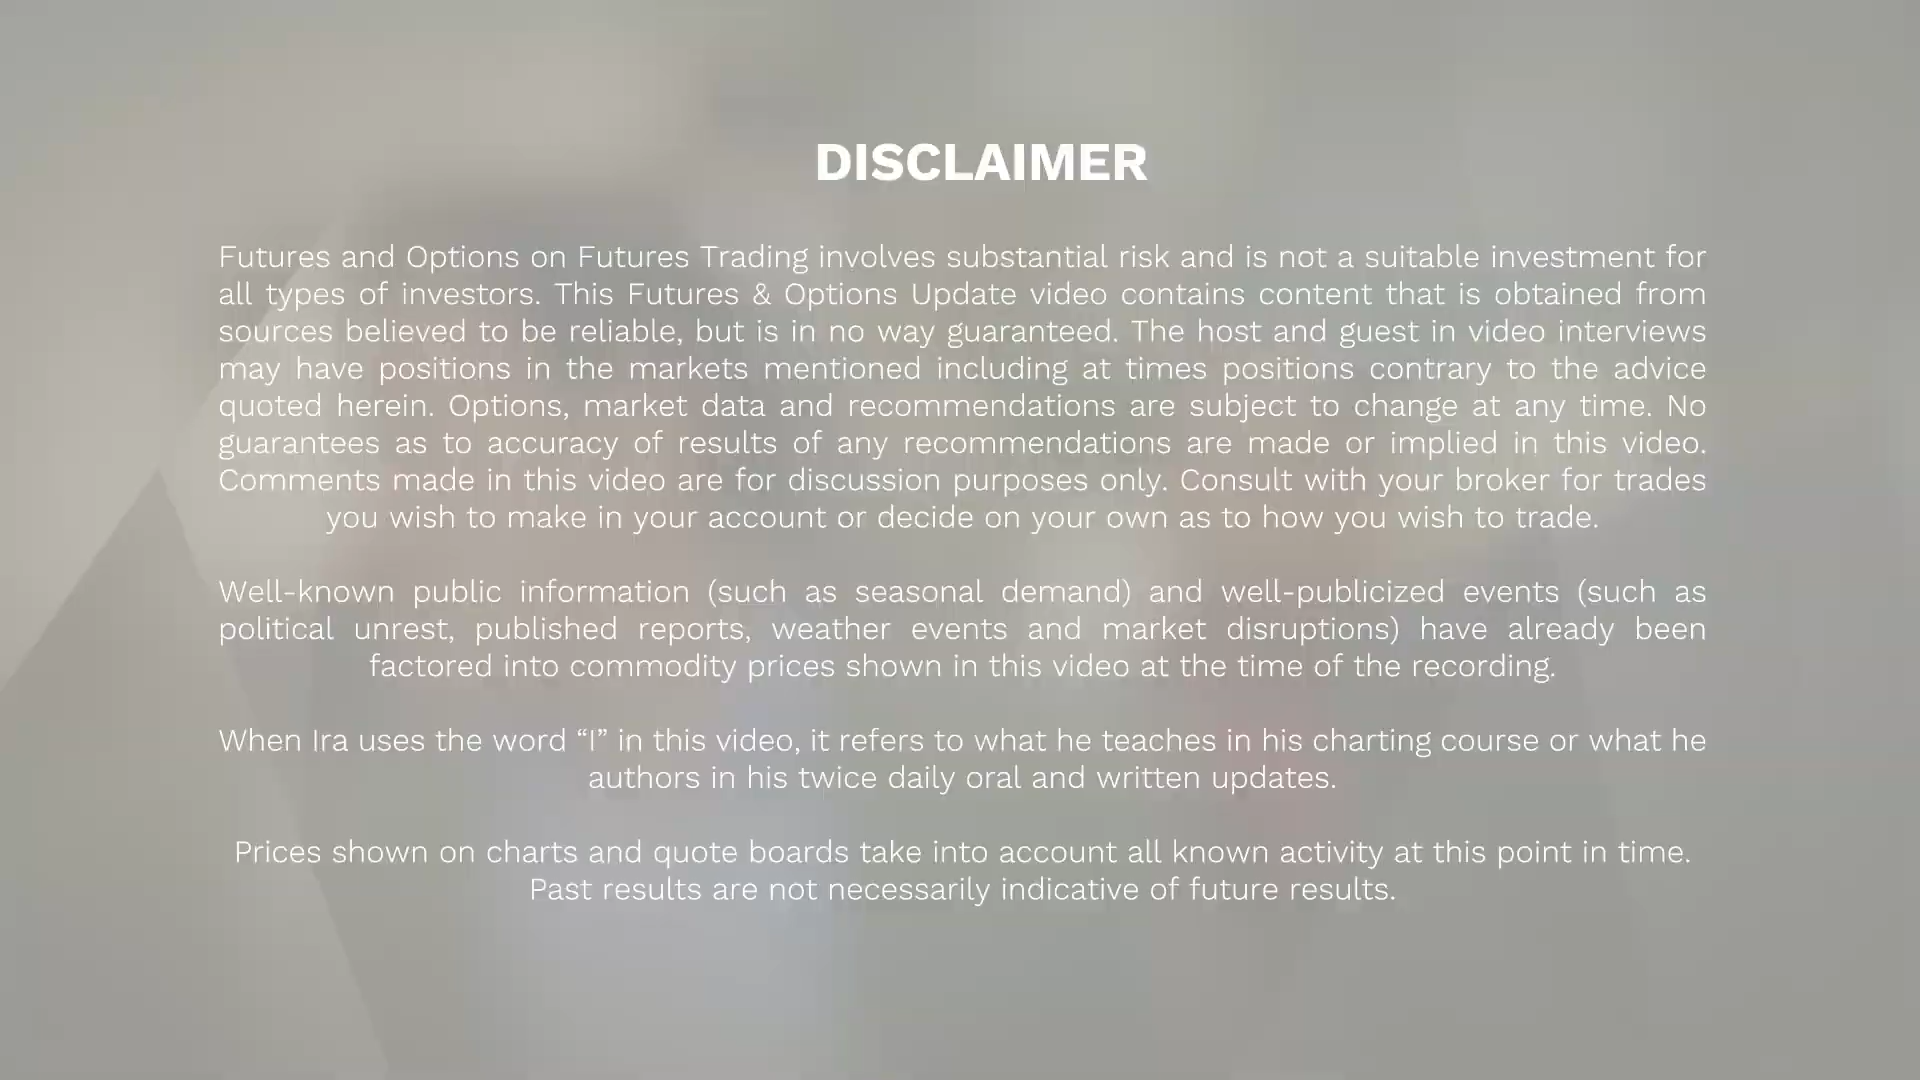 DISCLAIMER
Futures and Options on Futures Trading involves substantial risk and is not a suitable investment for
all types of investors. This Futures & Options Update video contains content that is obtained from
sources believed to be reliable, but is in no way guaranteed. The host and guest in video interviews
may have positions in the markets mentioned including at times positions contrary to the advice
quoted herein. Options, market data and recommendations are subject to change at any time. No
guarantees as to accuracy of results of any recommendations are made or implied in this video.
Comments made in this video are for discussion purposes only. Consult with your broker for trades
you wish to make in your account or decide on your own as to how you wish to trade.
Well-known public information (such as seasonal demand) and well-publicized events (such as
political unrest, published reports, weather events and market disruptions) have already been
factored into commodity prices shown in this video at the time of the recording.
When Ira uses the word “I” in this video, it refers to what he teaches in his charting course or what he
authors in his twice daily oral and written updates.
Prices shown on charts and quote boards take into account all known activity at this point in time.
Past results are not necessarily indicative of future results.